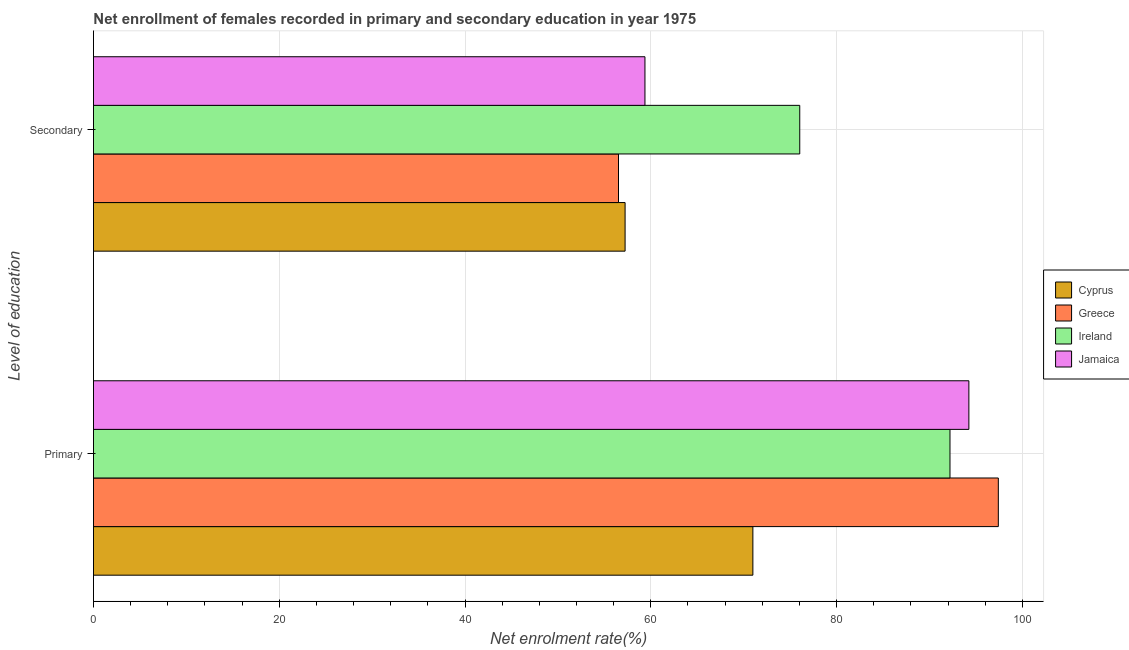 Net enrollment of females recorded in primary and secondary education in year 1975
Level of education
Secondary
Primary
Cyprus
Greece
Ireland
Jamaica
0
20
40
60
80
100
Net enrolment rate(%)